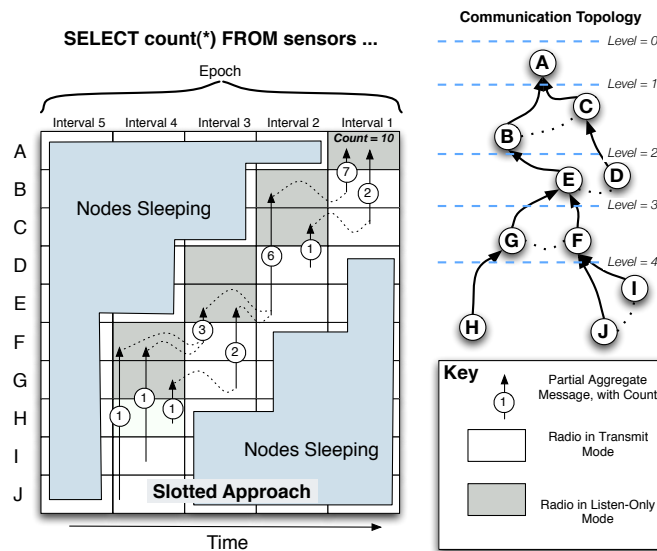 SELECT count(*) FROM sensors ...
Epoch
Interval 5 Interval 4 Interval 3 Interval 2 Interval 1
Count = 10
A
B
C
D
E
F
G
H
I
J
Nodes Sleeping
7
2
6
1
3
2
1
1
1
Nodes Sleeping
Slotted Approach
Time
Communication Topology
Level = 0
A
Level = 1
C
B
Level = 2
E
D
Level = 3
G
F
Level = 4
I
H
J
Key
1
Partial Aggregate
Message, with Count
Radio in Transmit
Mode
Radio in Listen-Only
Mode